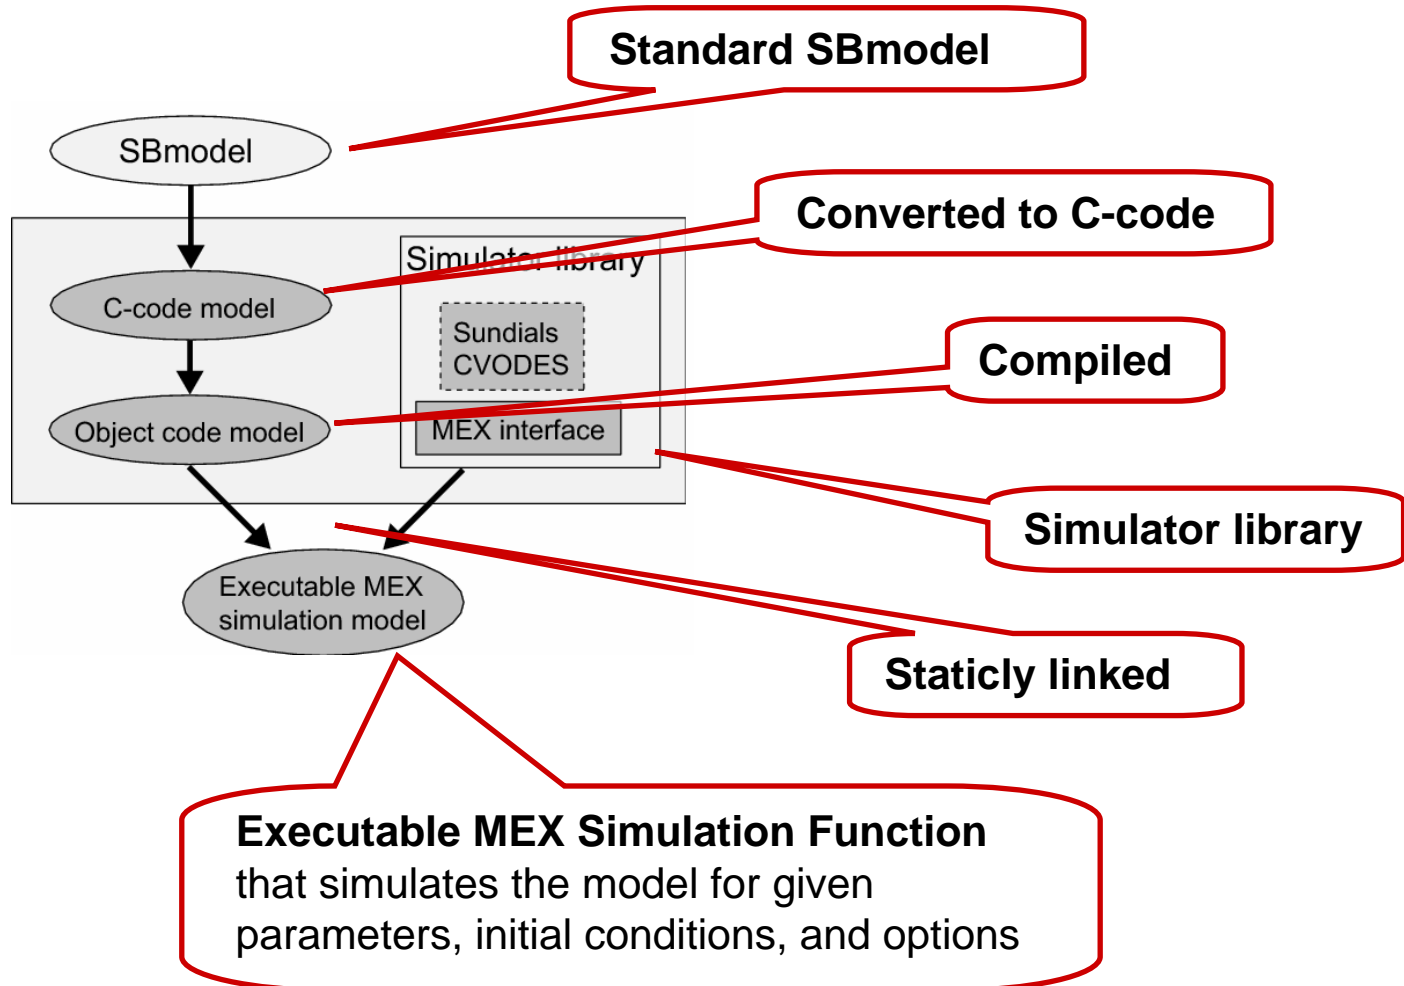 Standard SBmodel
SBmodel
Converted to C-code
Simulator library
C-code model
Sundials
CVODES
Compiled
Object code model
MEX interface
Simulator library
Executable MEX
simulation model
Staticly linked
Executable MEX Simulation Function
that simulates the model for given
parameters, initial conditions, and options